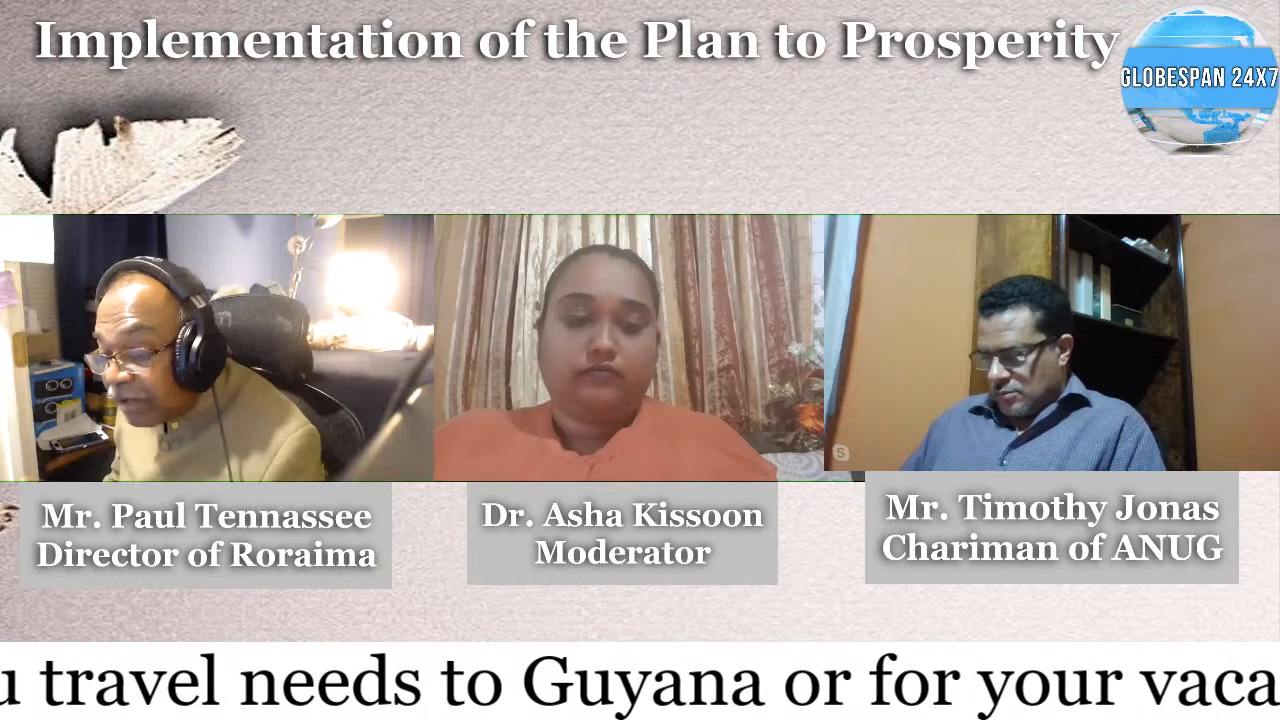 Implementation of the Plan to Prosperity
GLOBESPAN 24X7
Mr. Paul Tennassee
Director of Roraima
Dr. Asha Kissoon
Moderator
Mr. Timothy Jonas
Chariman of ANUG
u travel needs to Guyana or for your vaca